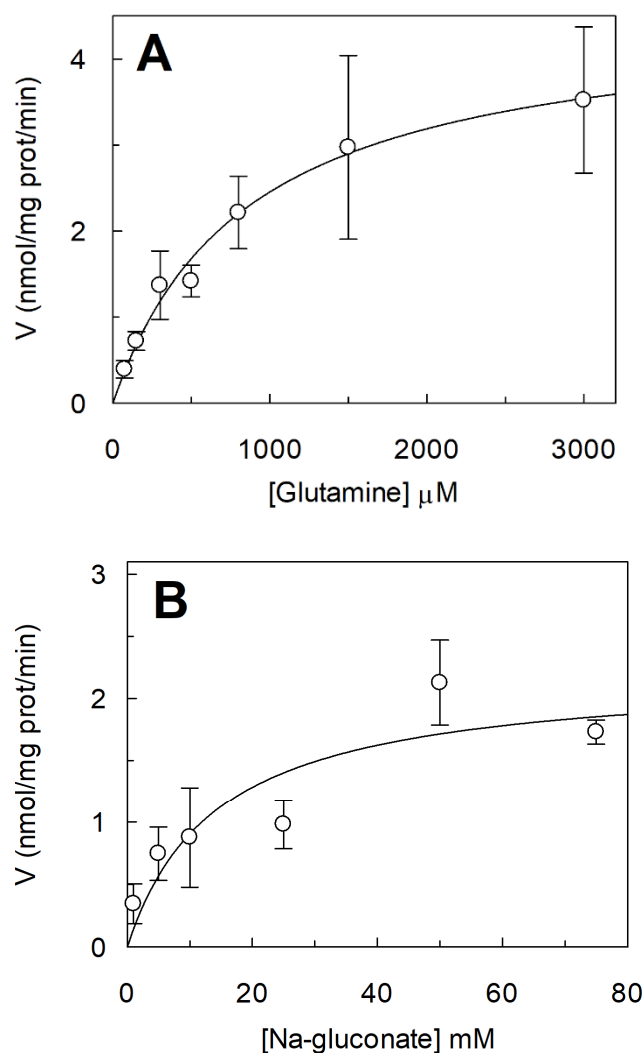 A
4
2
0
V (nmol/mg prot/min)
0 1000 2000 3000
[Glutamine] μM
B
3
2
1
0
V (nmol/mg prot/min)
0 20 40 60 80
[Na-gluconate] mM